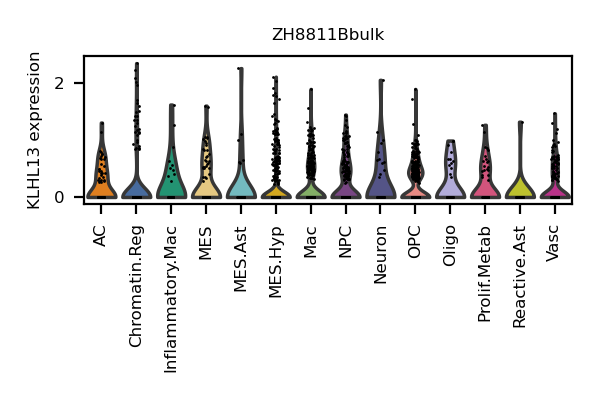 ZH8811Bbulk
KLHL13 expression
2
0
AC
Chromatin.Reg
Inflammatory.Mac
MES
MES.Ast
MES.Hyp
Mac
NPC
Neuron
OPC
Oligo
Prolif.Metab
Reactive.Ast
Vasc